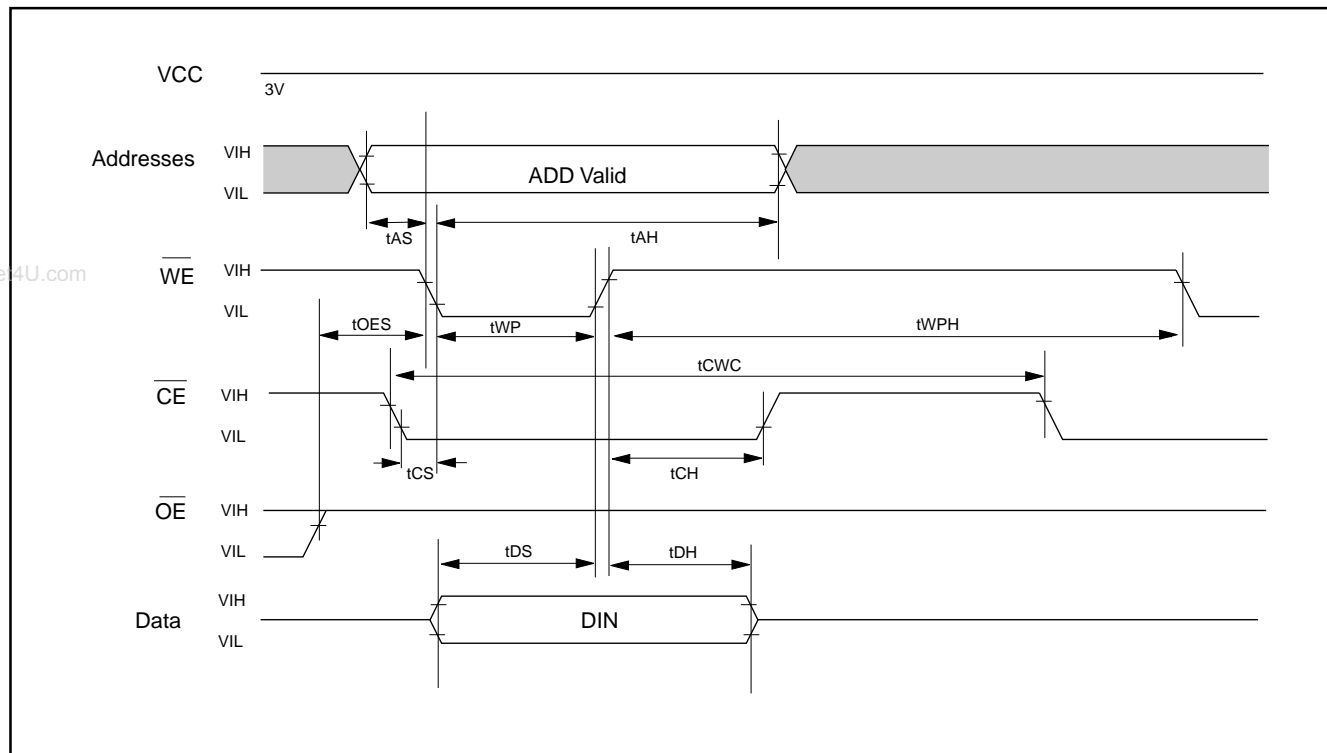 VCC
3V
Addresses
VIH
VIL
ADD Valid
tAS
tAH
et4U.com
WE
VIH
VIL
tOES
tWP
tWPH
tCWC
CE
VIH
VIL
tCS
tCH
OE
VIH
VIL
tDS
tDH
Data
VIH
VIL
DIN